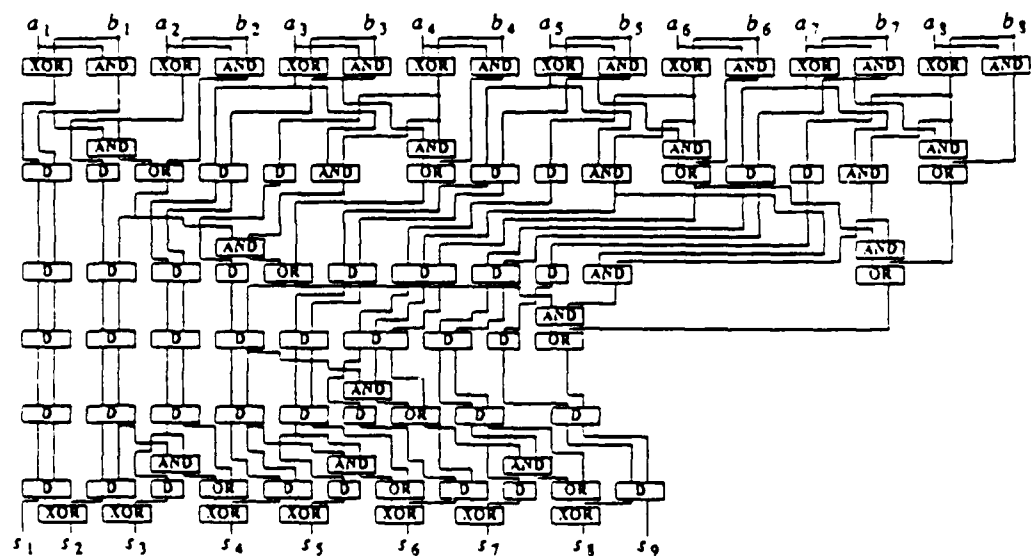 a1 b1 a2 b2 a3 b3 a4 b4 a5 b5 a6 b6 a7 b7 a8 b8
XOR AND XOR AND XOR AND XOR AND XOR AND XOR AND XOR AND XOR AND
AND AND AND AND
D D OR D D AND OR D D AND OR D D AND OR
AND AND
D D D D OR D D D D AND OR
AND
D D D D D D D D OR
AND
D D D D D D OR D D
AND AND AND
D D D OR D D OR D D OR D
XOR XOR XOR XOR XOR XOR XOR
s1 s2 s3 s4 s5 s6 s7 s8 s9